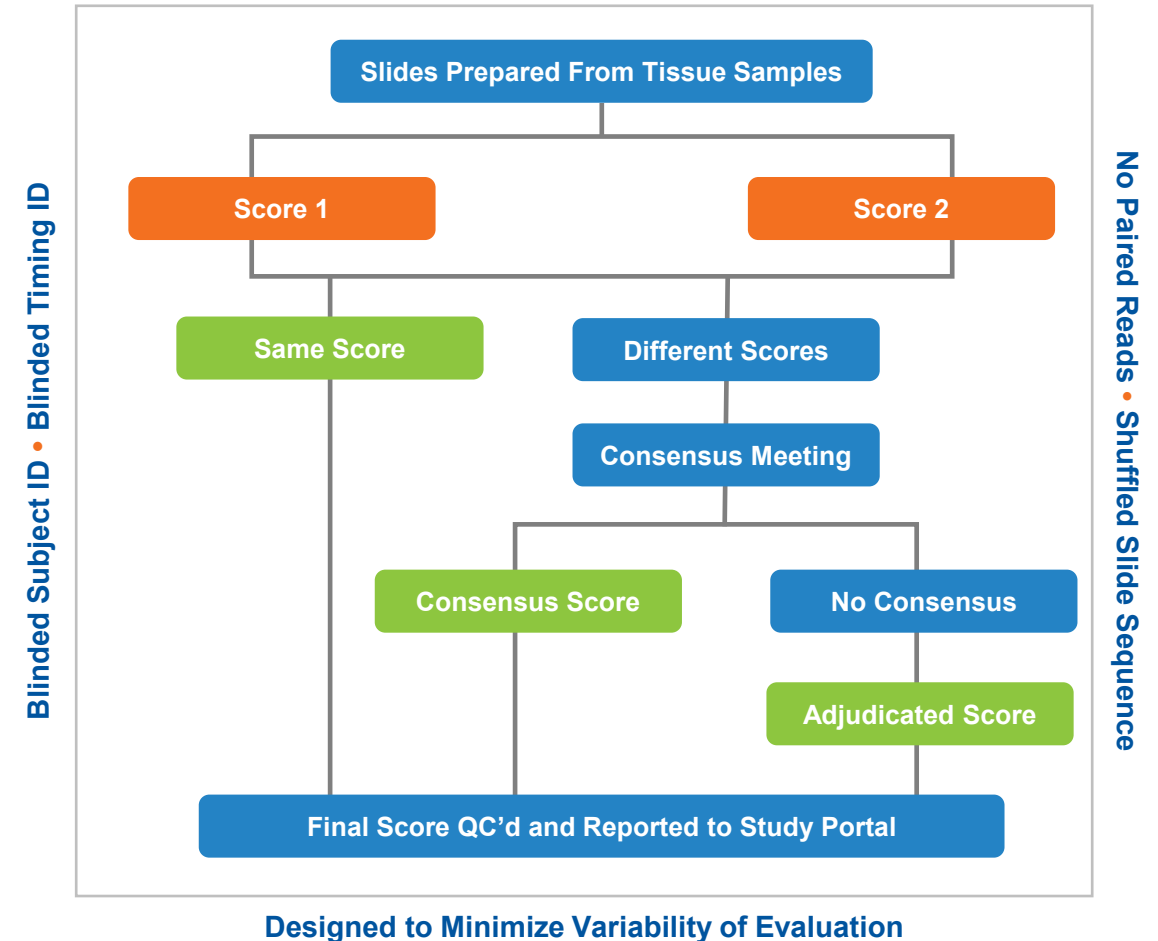 Slides Prepared From Tissue Samples
Score 1
Score 2
Same Score
Different Scores
Consensus Meeting
Consensus Score
No Consensus
Adjudicated Score
Final Score QC’d and Reported to Study Portal
Blinded Subject ID • Blinded Timing ID
No Paired Reads • Shuffled Slide Sequence
Designed to Minimize Variability of Evaluation